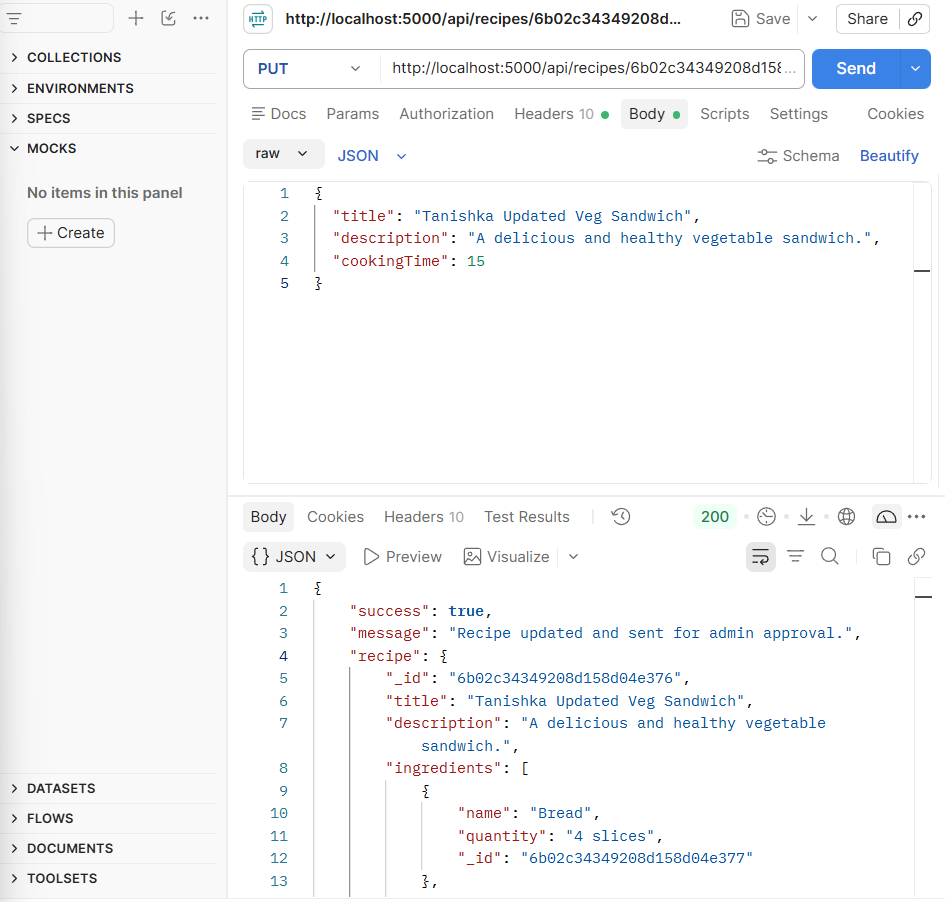 COLLECTIONS
ENVIRONMENTS
SPECS
MOCKS
No items in this panel
Create
DATASETS
FLOWS
DOCUMENTS
TOOLSETS
HTTP http://localhost:5000/api/recipes/6b02c34349208d... Save Share
PUT http://localhost:5000/api/recipes/6b02c34349208d15... Send
Docs Params Authorization Headers 10 Body Scripts Settings Cookies
raw JSON Schema Beautify
1 {
2 "title": "Tanishka Updated Veg Sandwich",
3 "description": "A delicious and healthy vegetable sandwich.",
4 "cookingTime": 15
5 }
Body Cookies Headers 10 Test Results 200
{} JSON Preview Visualize
1 {
2 "success": true,
3 "message": "Recipe updated and sent for admin approval.",
4 "recipe": {
5 "_id": "6b02c34349208d158d04e376",
6 "title": "Tanishka Updated Veg Sandwich",
7 "description": "A delicious and healthy vegetable
sandwich.",
8 "ingredients": [
9 {
10 "name": "Bread",
11 "quantity": "4 slices",
12 "_id": "6b02c34349208d158d04e377"
13 },